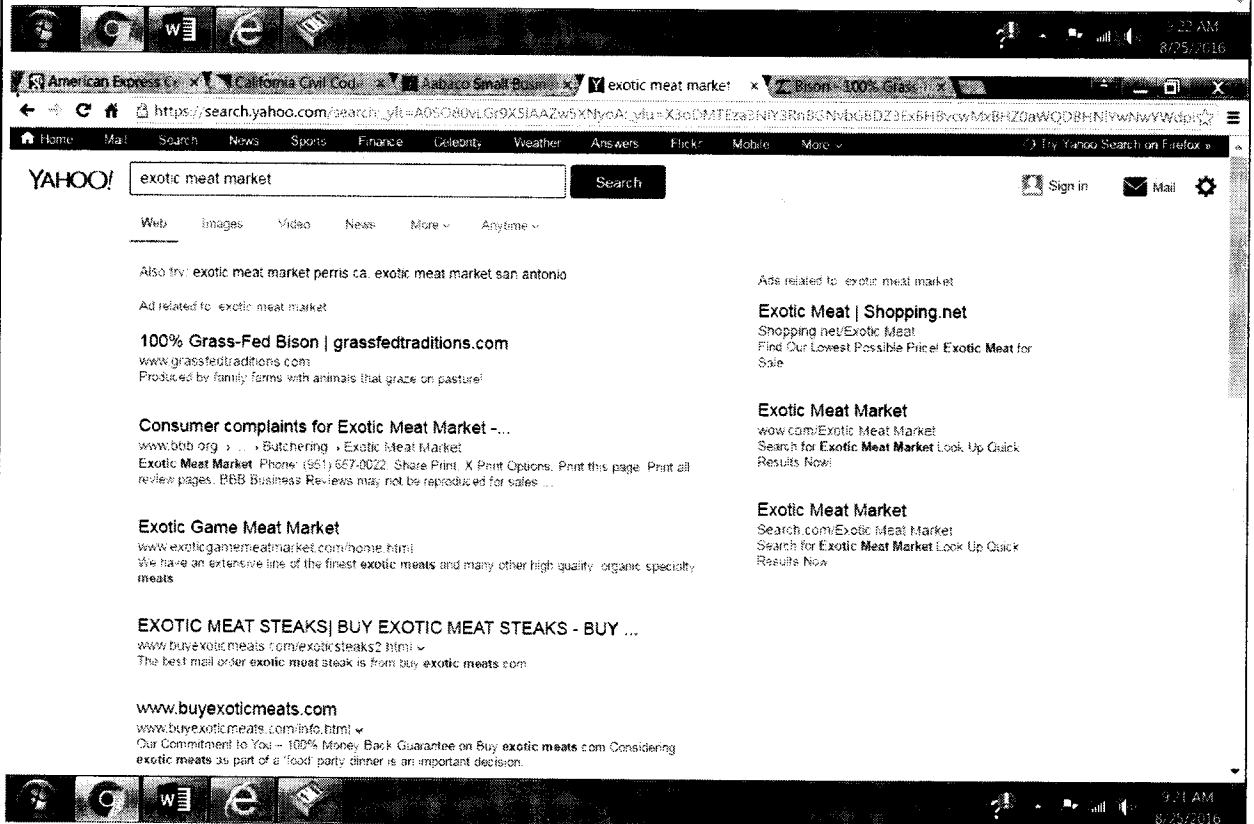 9:22 AM
8/25/2016
American Express C
California Civil Cod
Aabaco Small Busin
exotic meat market
Bison - 100% Grass
https://search.yahoo.com/search;_ylt=
Home Mail Search News Sports Finance Celebrity Weather Answers Flickr Mobile More
Try Yahoo Search on Firefox »
YAHOO!
exotic meat market
Search
Sign in
Mail
Web Images Video News More Anytime
Also try: exotic meat market perris ca, exotic meat market san antonio
Ad related to: exotic meat market
100% Grass-Fed Bison | grassfedtraditions.com
www.grassfedtraditions.com
Produced by family farms with animals that graze on pasture!
Consumer complaints for Exotic Meat Market -...
www.bbb.org › ... › Butchering › Exotic Meat Market
Exotic Meat Market. Phone: (951) 657-0022. Share Print. X Print Options. Print this page. Print all
review pages. BBB Business Reviews may not be reproduced for sales ...
Exotic Game Meat Market
www.exoticgamemeatmarket.com/home.html
We have an extensive line of the finest exotic meats and many other high quality, organic specialty
meats
EXOTIC MEAT STEAKS| BUY EXOTIC MEAT STEAKS - BUY ...
www.buyexoticmeats.com/exoticsteaks2.html
The best mail order exotic meat steak is from buy exotic meats.com
www.buyexoticmeats.com
www.buyexoticmeats.com/info.html
Our Commitment to You – 100% Money Back Guarantee on Buy exotic meats.com Considering
exotic meats as part of a 'food' party dinner is an important decision.
Ads related to: exotic meat market
Exotic Meat | Shopping.net
Shopping.net/Exotic Meat
Find Our Lowest Possible Price! Exotic Meat for
Sale
Exotic Meat Market
wow.com/Exotic Meat Market
Search for Exotic Meat Market Look Up Quick
Results Now!
Exotic Meat Market
Search.com/Exotic Meat Market
Search for Exotic Meat Market Look Up Quick
Results Now
9:21 AM
8/25/2016